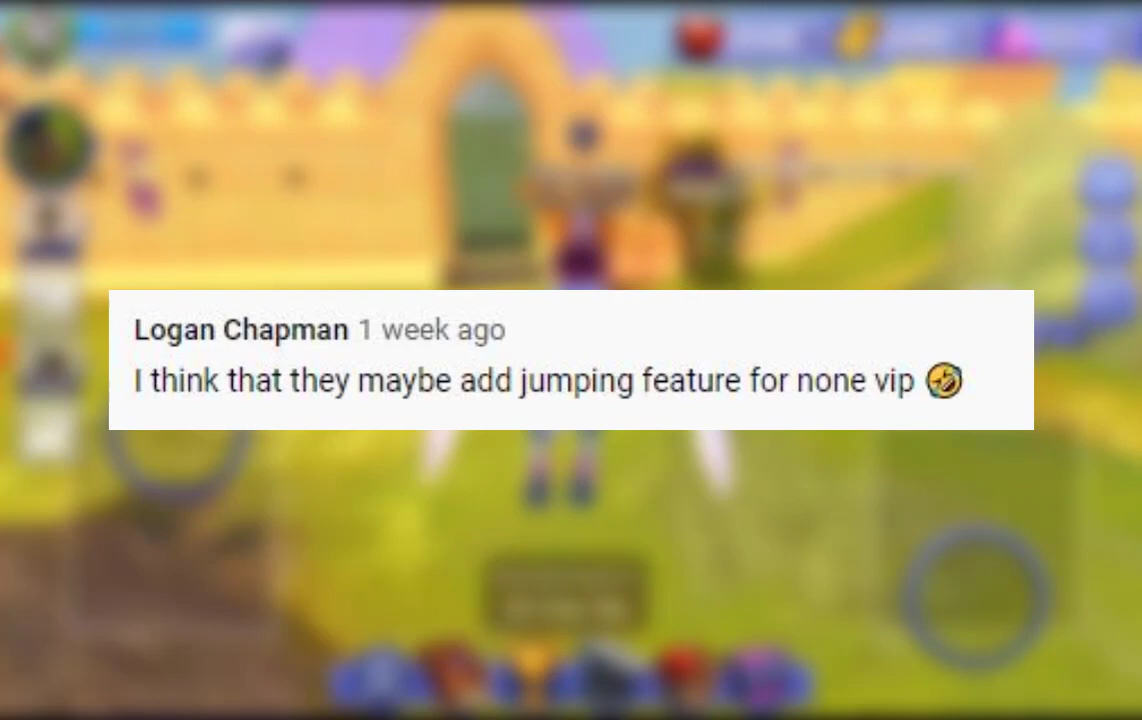 Logan Chapman 1 week ago
I think that they maybe add jumping feature for none vip 🤣